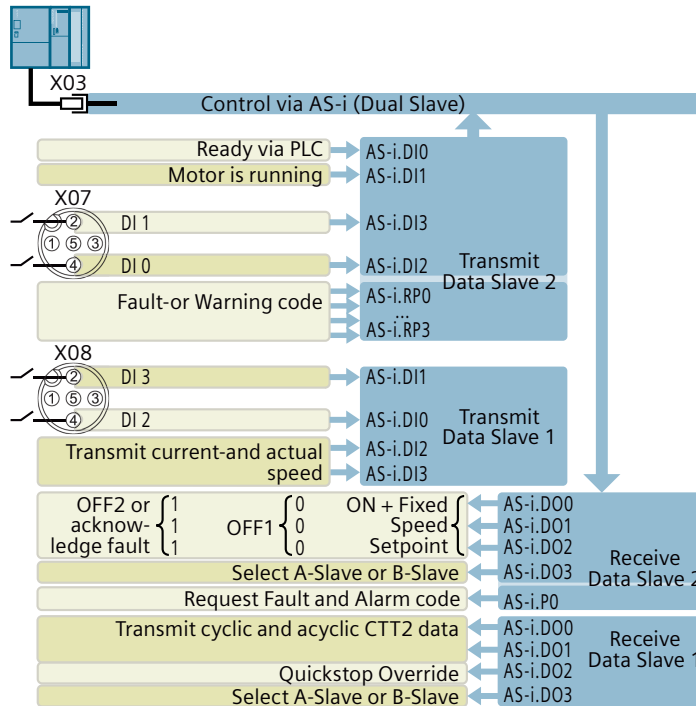 X03
Control via AS-i (Dual Slave)
Ready via PLC AS-i.DI0
Motor is running AS-i.DI1
X07
2 DI 1 AS-i.DI3
1 5 3
4 DI 0 AS-i.DI2
Transmit
Data Slave 2
Fault-or Warning code AS-i.RP0
...
AS-i.RP3
X08
2 DI 3 AS-i.DI1
1 5 3
4 DI 2 AS-i.DI0
Transmit
Data Slave 1
Transmit current-and actual AS-i.DI2
speed AS-i.DI3
OFF2 or 1 0 ON + Fixed AS-i.DO0
acknow- 1 OFF1 0 Speed AS-i.DO1
ledge fault 1 0 Setpoint AS-i.DO2
Receive
Data Slave 2
Select A-Slave or B-Slave AS-i.DO3
Request Fault and Alarm code AS-i.P0
Transmit cyclic and acyclic CTT2 data AS-i.DO0
AS-i.DO1
Receive
Data Slave 1
Quickstop Override AS-i.DO2
Select A-Slave or B-Slave AS-i.DO3